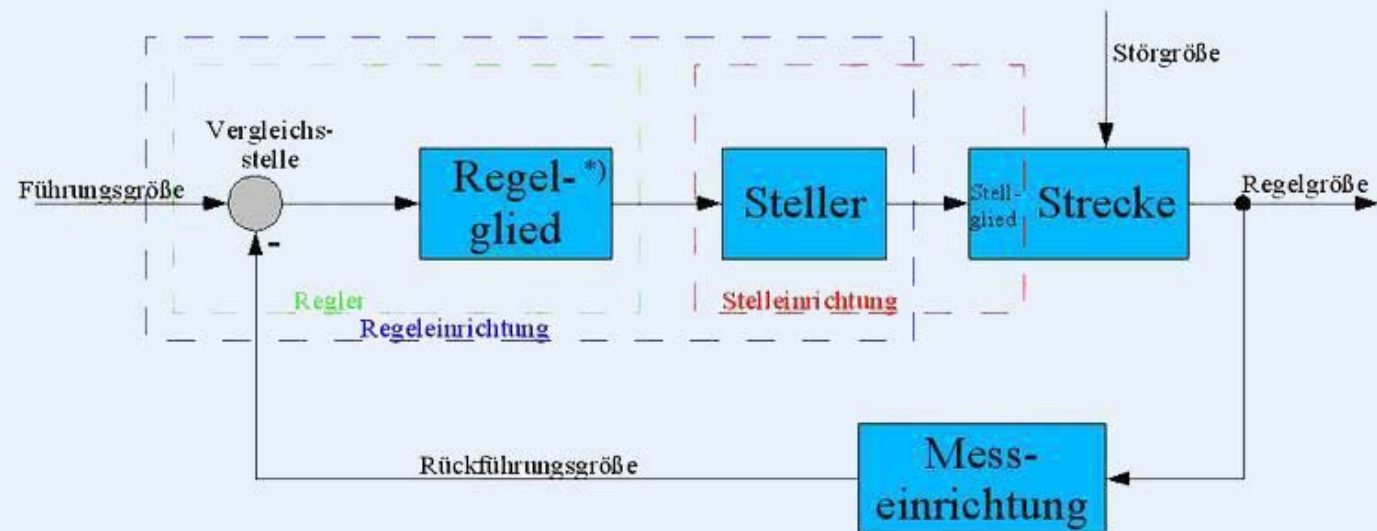 Störgröße
Vergleichs-
stelle
Führungsgröße
Regel- *)
glied
Steller
Stell-
glied
Strecke
Regelgröße
-
Regler
Stelleinrichtung
Regeleinrichtung
Rückführungsgröße
Mess-
einrichtung